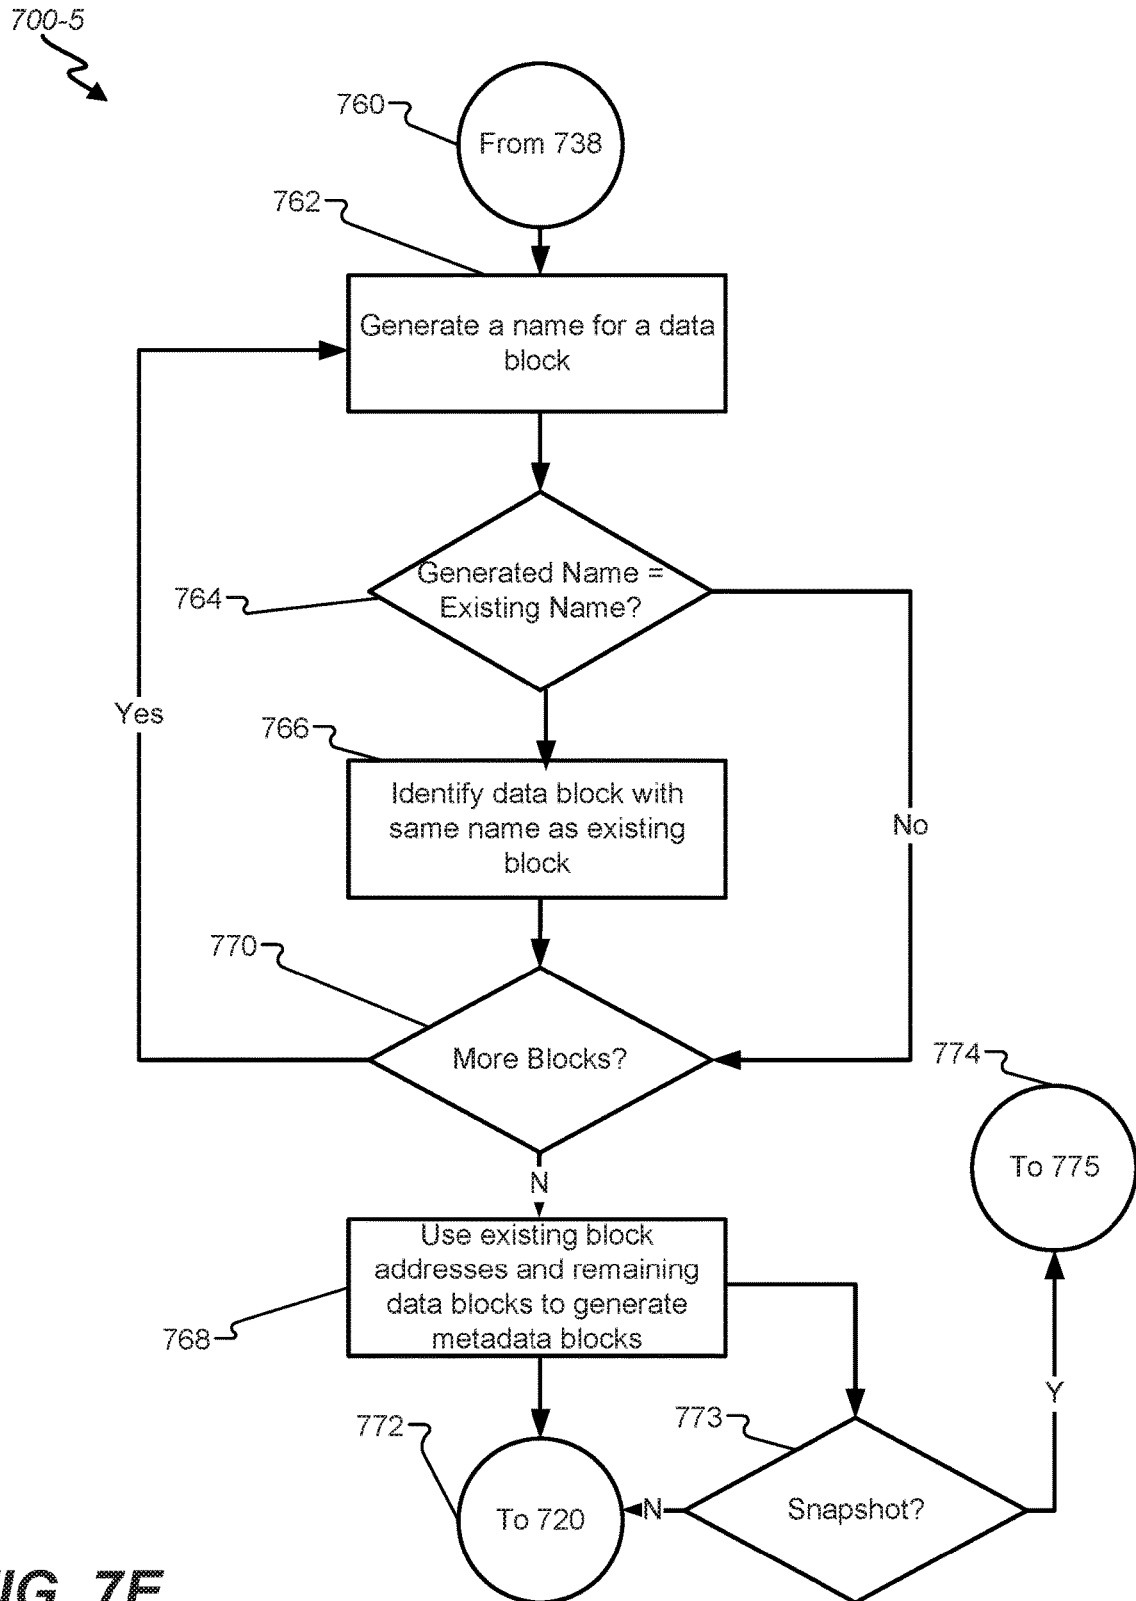 700-5
760
From 738
762
Generate a name for a data
block
764
Generated Name =
Existing Name?
Yes
No
766
Identify data block with
same name as existing
block
770
More Blocks?
774
To 775
N
768
Use existing block
addresses and remaining
data blocks to generate
metadata blocks
Y
772
773
To 720
N
Snapshot?